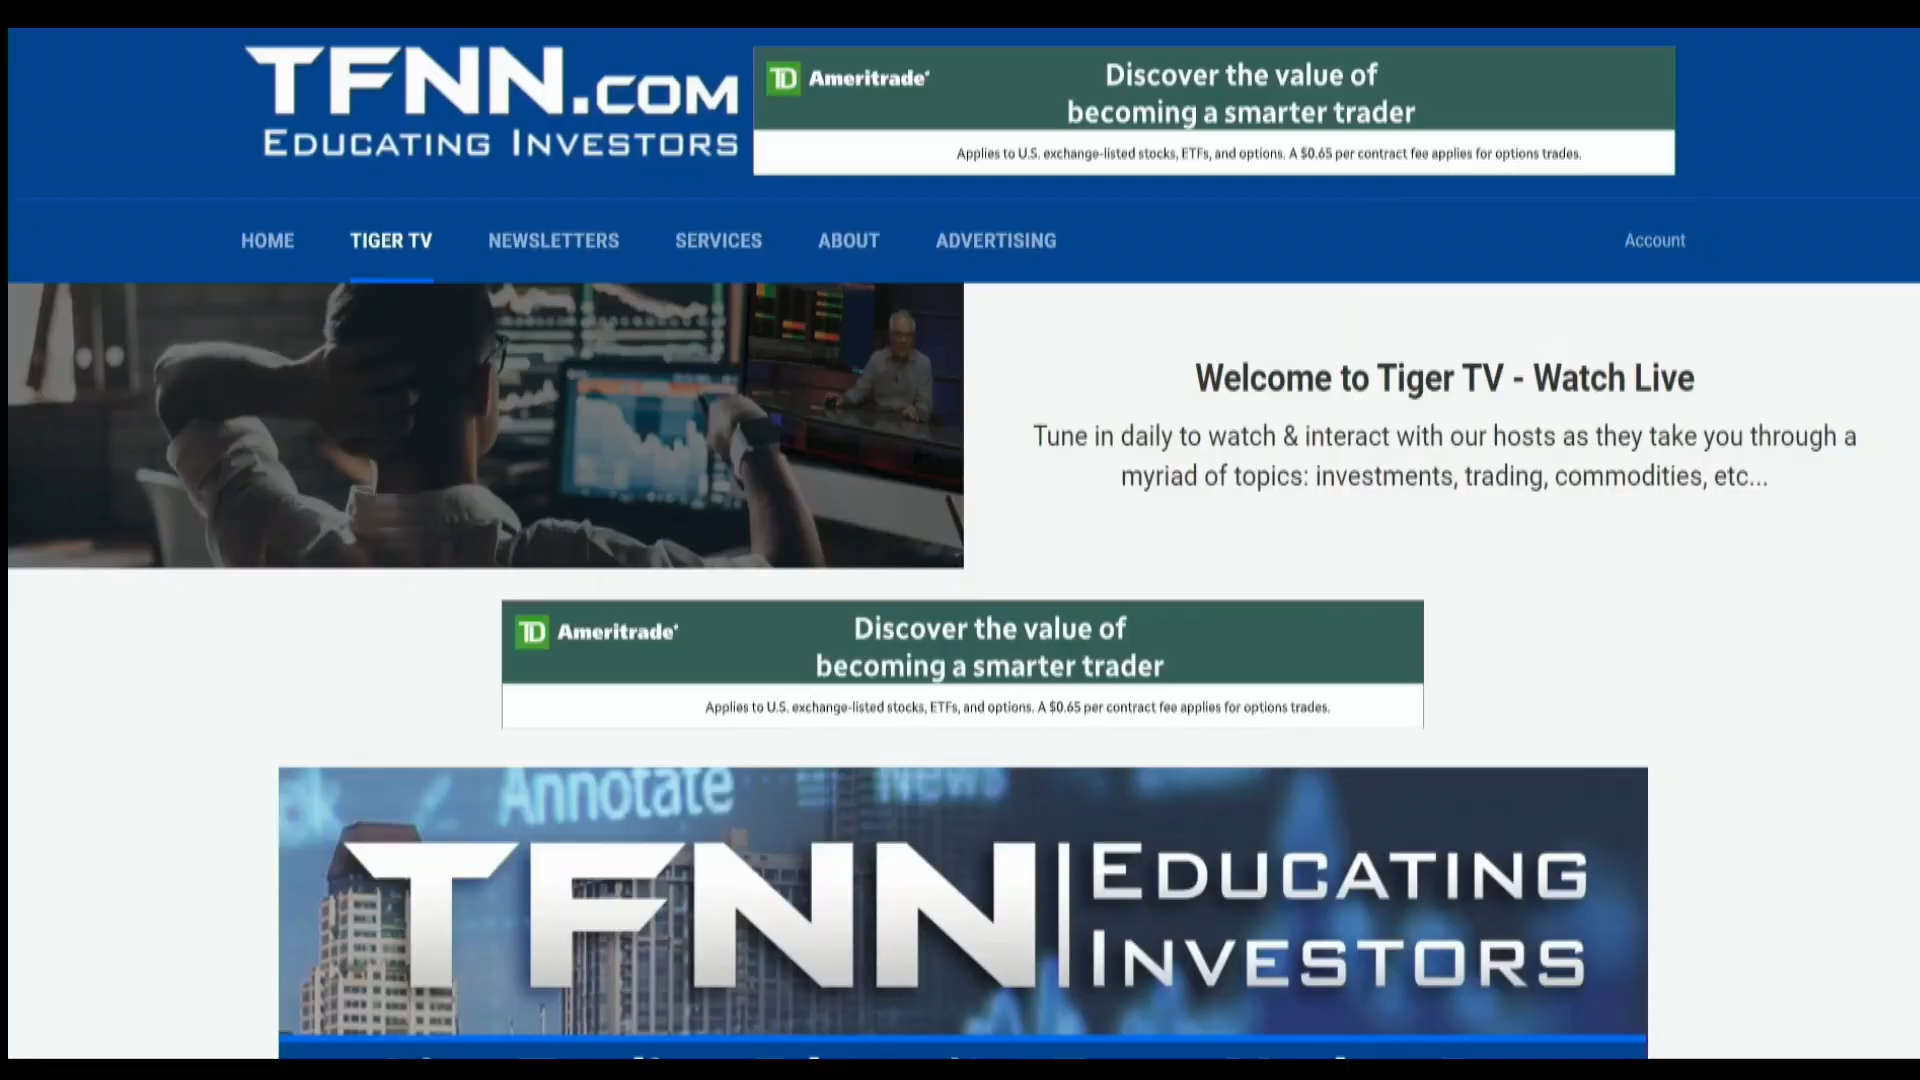 TFNN.COM
EDUCATING INVESTORS
TD Ameritrade
Discover the value of
becoming a smarter trader
Applies to U.S. exchange-listed stocks, ETFs, and options. A $0.65 per contract fee applies for options trades.
HOME TIGER TV NEWSLETTERS SERVICES ABOUT ADVERTISING Account
Welcome to Tiger TV - Watch Live
Tune in daily to watch & interact with our hosts as they take you through a
myriad of topics: investments, trading, commodities, etc...
TD Ameritrade
Discover the value of
becoming a smarter trader
Applies to U.S. exchange-listed stocks, ETFs, and options. A $0.65 per contract fee applies for options trades.
Annotate News
TFNN EDUCATING
INVESTORS